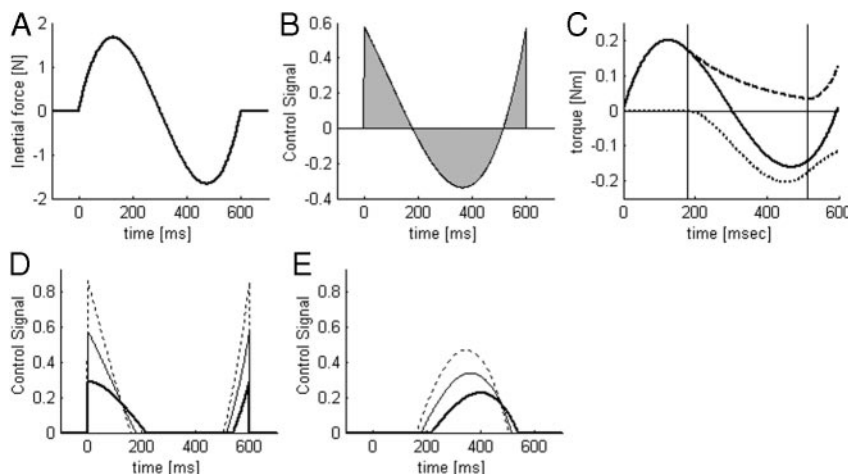 A
Inertial force [N]
2
1
0
-1
-2
0 200 400 600
time [ms]
B
Control Signal
0.6
0.4
0.2
0
-0.2
-0.4
0 200 400 600
time [ms]
C
torque [Nm]
0.2
0.1
0
-0.1
-0.2
0 200 400 600
time [msec]
D
Control Signal
0.8
0.6
0.4
0.2
0
0 200 400 600
time [ms]
E
Control Signal
0.8
0.6
0.4
0.2
0
0 200 400 600
time [ms]